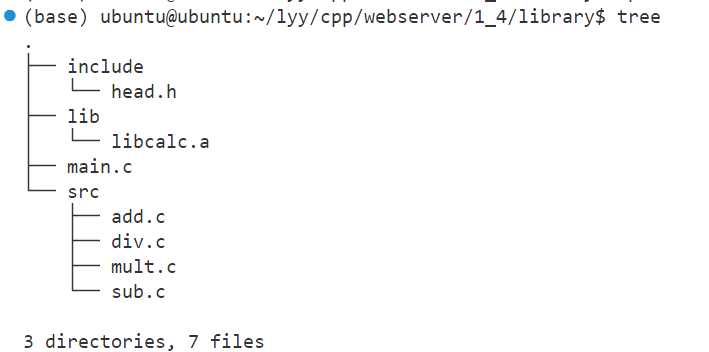 (base) ubuntu@ubuntu:~/lyy/cpp/webserver/1_4/library$ tree
.
├── include
│   └── head.h
├── lib
│   └── libcalc.a
├── main.c
└── src
    ├── add.c
    ├── div.c
    ├── mult.c
    └── sub.c

3 directories, 7 files